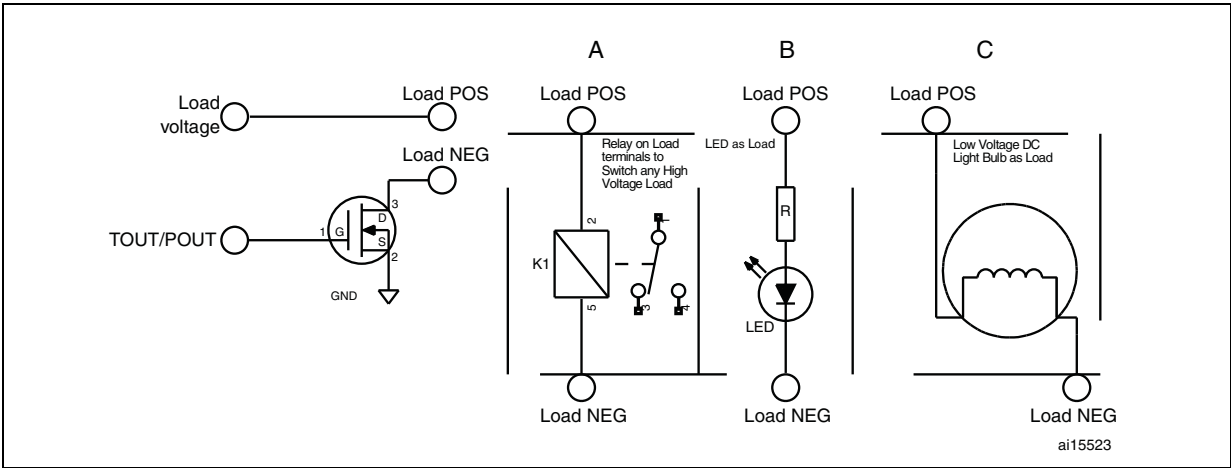 A
B
C
Load
voltage
Load POS
Load NEG
TOUT/POUT
1
G
D
S
3
2
GND
Load POS
Relay on Load
terminals to
Switch any High
Voltage Load
K1
2
5
1
3
4
Load NEG
Load POS
LED as Load
R
LED
Load NEG
Load POS
Low Voltage DC
Light Bulb as Load
Load NEG
ai15523